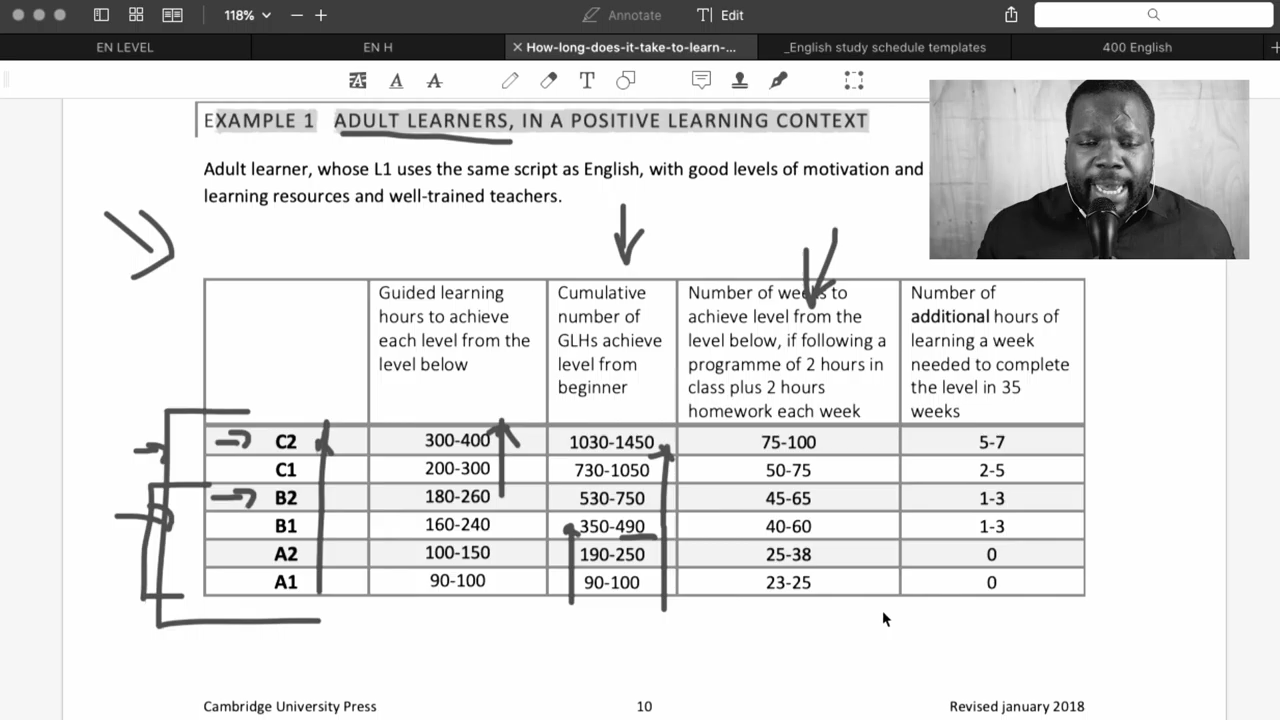 118%
Annotate
T Edit
EN LEVEL
EN H
How-long-does-it-take-to-learn-...
_English study schedule templates
400 English
EXAMPLE 1 ADULT LEARNERS, IN A POSITIVE LEARNING CONTEXT
Adult learner, whose L1 uses the same script as English, with good levels of motivation and
learning resources and well-trained teachers.
Guided learning
hours to achieve
each level from the
level below
Cumulative
number of
GLHs achieve
level from
beginner
Number of weeks to
achieve level from the
level below, if following a
programme of 2 hours in
class plus 2 hours
homework each week
Number of
additional hours of
learning a week
needed to complete
the level in 35
weeks
C2 300-400 1030-1450 75-100 5-7
C1 200-300 730-1050 50-75 2-5
B2 180-260 530-750 45-65 1-3
B1 160-240 350-490 40-60 1-3
A2 100-150 190-250 25-38 0
A1 90-100 90-100 23-25 0
Cambridge University Press 10 Revised january 2018